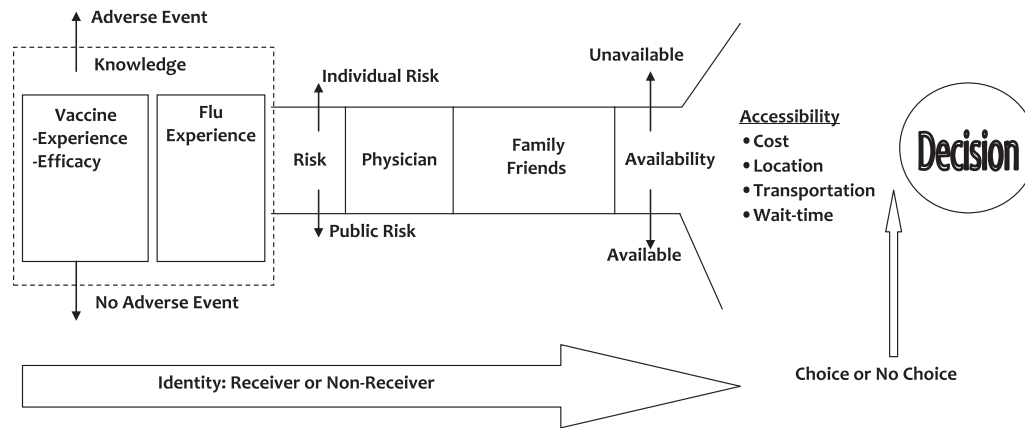 Adverse Event
Knowledge
Vaccine
-Experience
-Efficacy
Flu
Experience
No Adverse Event
Individual Risk
Risk
Public Risk
Physician
Family
Friends
Unavailable
Availability
Available
Accessibility
• Cost
• Location
• Transportation
• Wait-time
Decision
Identity: Receiver or Non-Receiver
Choice or No Choice